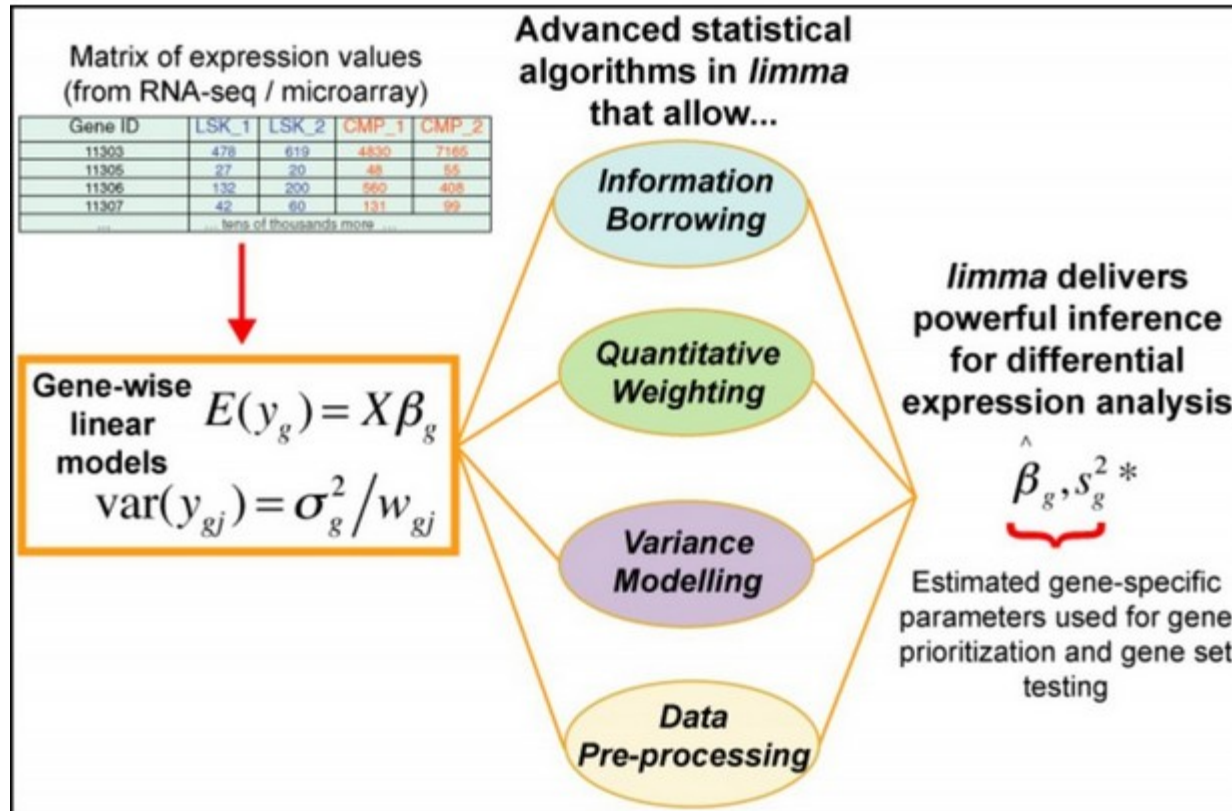 Matrix of expression values
(from RNA-seq / microarray)
Gene ID LSK_1 LSK_2 CMP_1 CMP_2
11303 478 619 4830 7165
11305 27 20 48 55
11306 132 200 560 408
11307 42 60 131 99
... ... tens of thousands more ...
Gene-wise
linear
models
E(y_g) = Xβ_g
var(y_gj) = σ_g^2 / w_gj
Advanced statistical
algorithms in limma
that allow...
Information
Borrowing
Quantitative
Weighting
Variance
Modelling
Data
Pre-processing
limma delivers
powerful inference
for differential
expression analysis
β̂_g, s_g^2 *
Estimated gene-specific
parameters used for gene
prioritization and gene set
testing